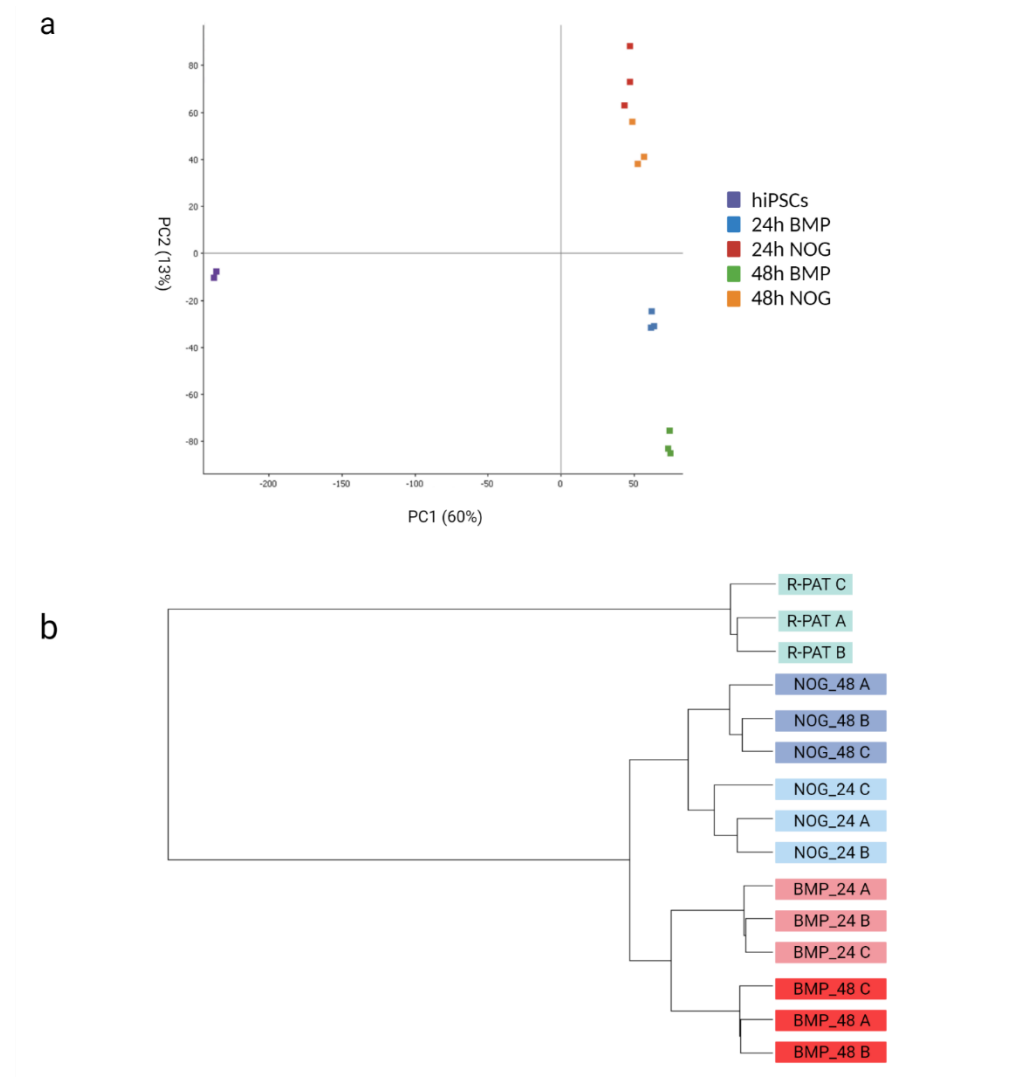 a
80
60
40
20
0
-20
-40
-60
-80
-200
-150
-100
-50
0
50
PC2 (13%)
PC1 (60%)
hiPSCs
24h BMP
24h NOG
48h BMP
48h NOG
b
R-PAT C
R-PAT A
R-PAT B
NOG_48 A
NOG_48 B
NOG_48 C
NOG_24 C
NOG_24 A
NOG_24 B
BMP_24 A
BMP_24 B
BMP_24 C
BMP_48 C
BMP_48 A
BMP_48 B